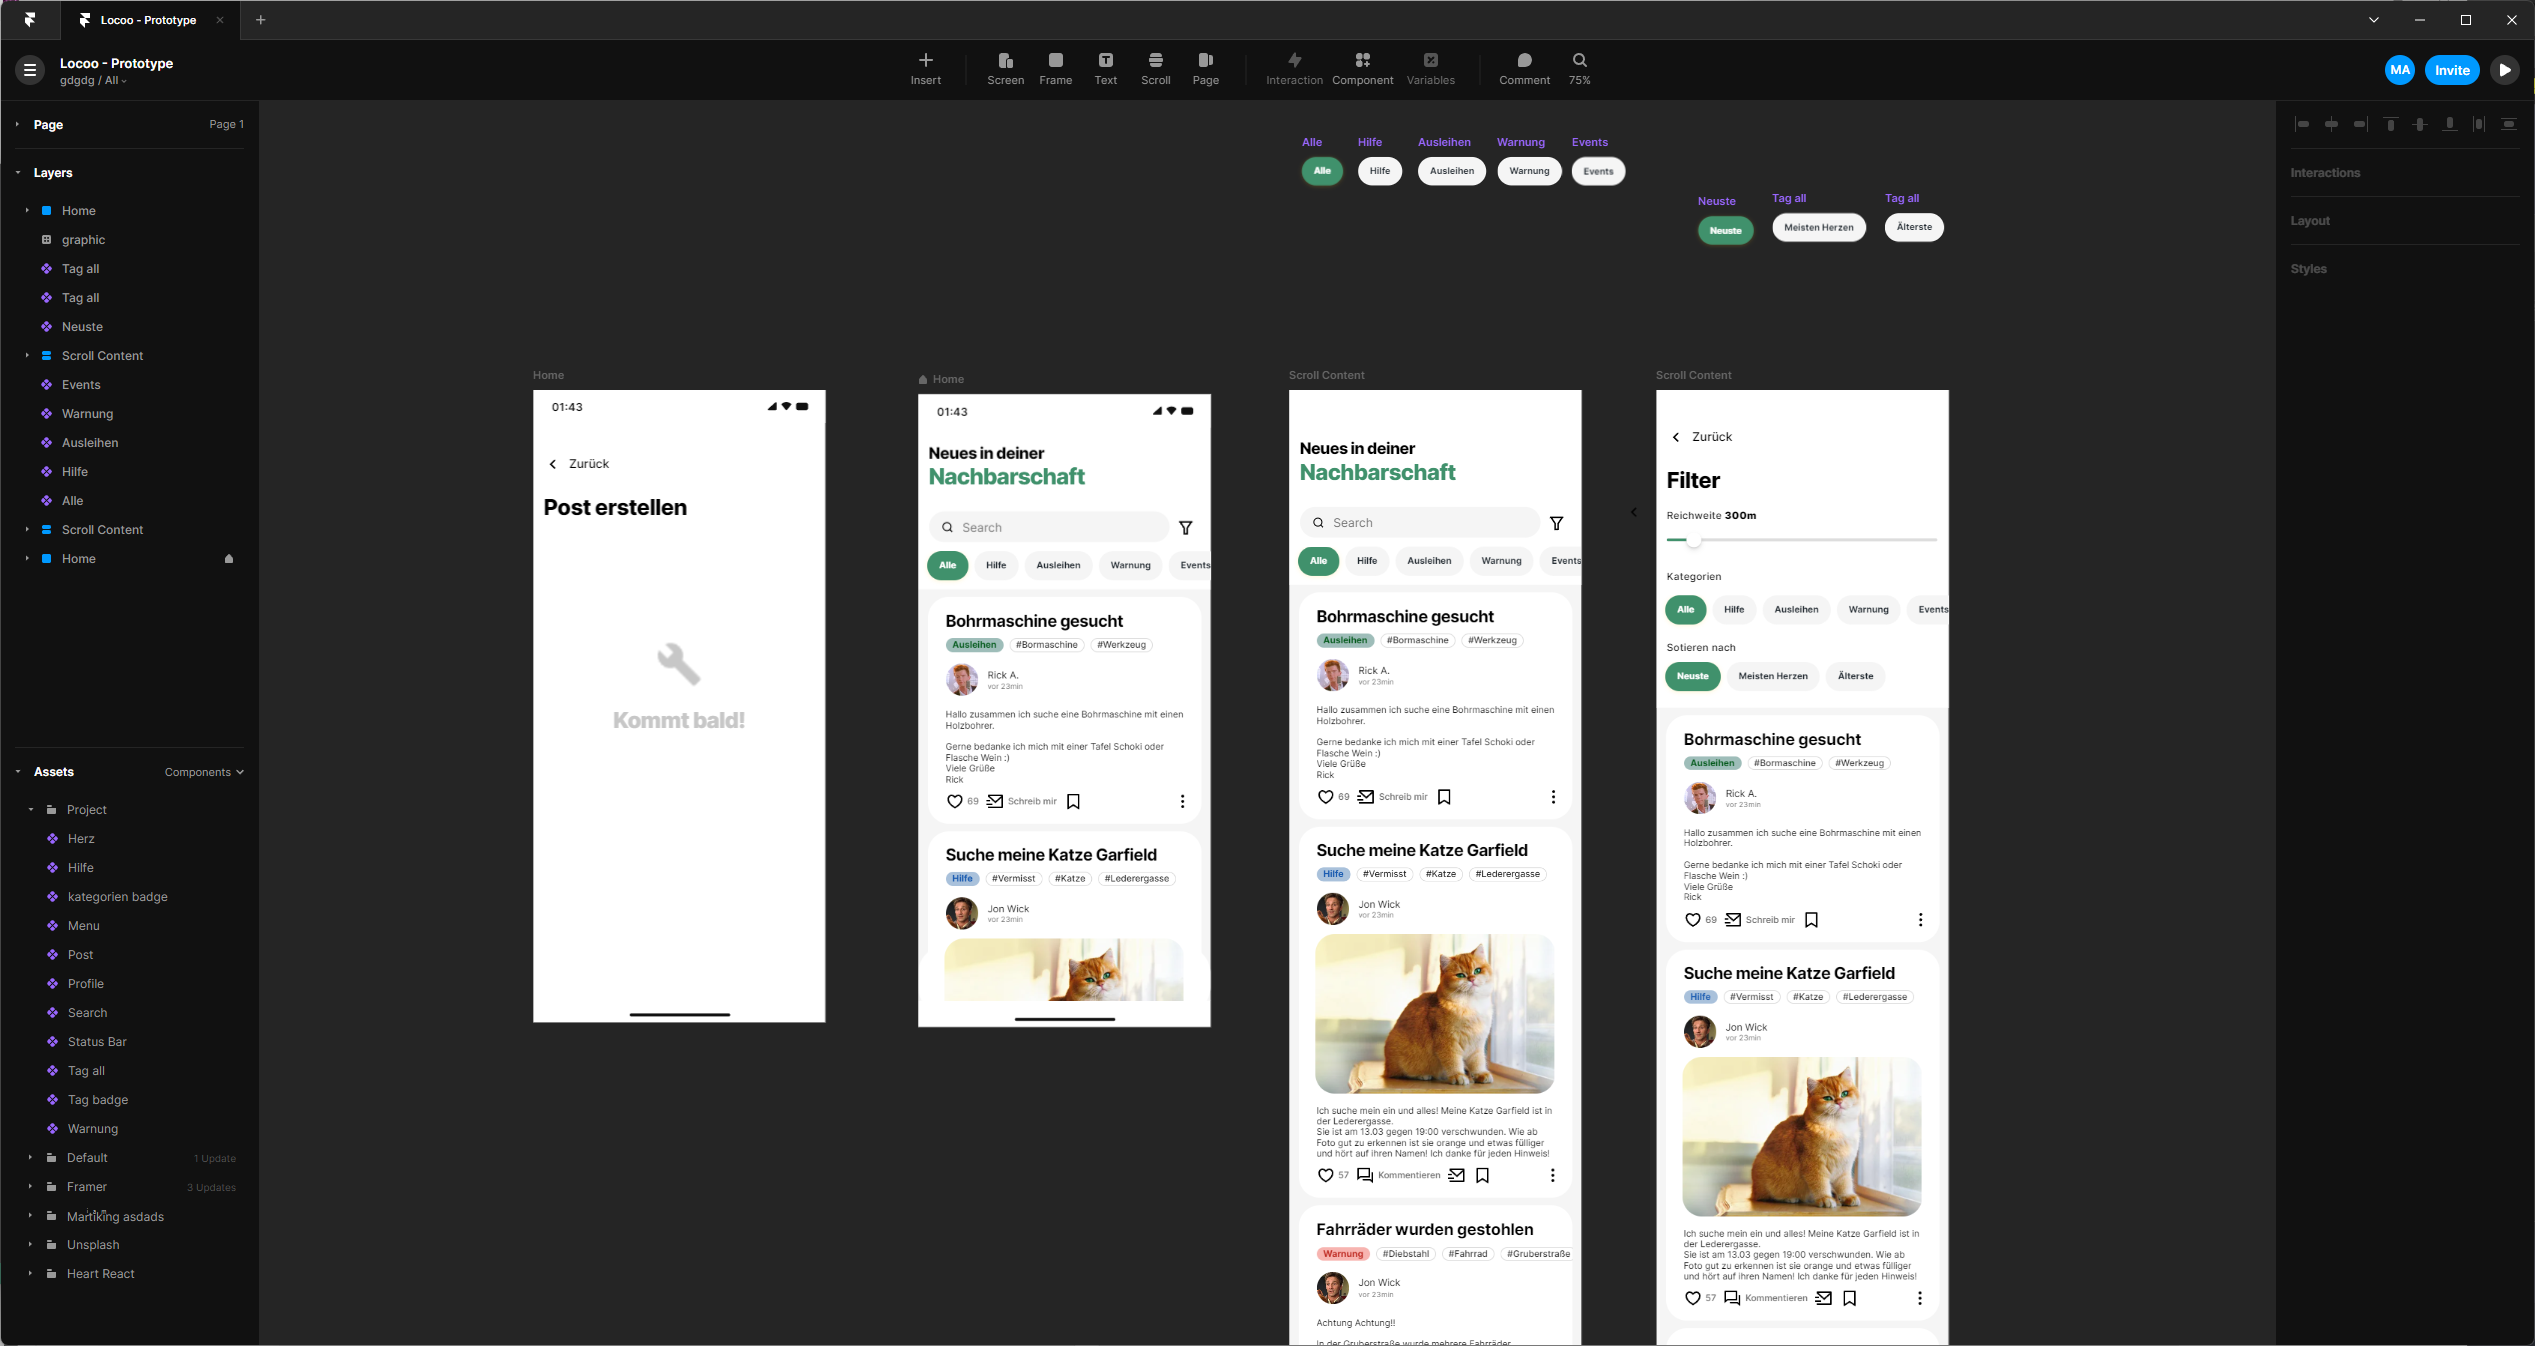 Locoo - Prototype
Locoo - Prototype
gdgdg / All
Insert
Screen
Frame
Text
Scroll
Page
Interaction
Component
Variables
Comment
75%
MA
Invite
Page
Page 1
Layers
Home
graphic
Tag all
Tag all
Neuste
Scroll Content
Events
Warnung
Ausleihen
Hilfe
Alle
Scroll Content
Home
Assets
Components
Project
Herz
Hilfe
kategorien badge
Menu
Post
Profile
Search
Status Bar
Tag all
Tag badge
Warnung
Default
1 Update
Framer
3 Updates
Martiking asdads
Unsplash
Heart React
Alle
Hilfe
Ausleihen
Warnung
Events
Alle
Hilfe
Ausleihen
Warnung
Events
Neuste
Tag all
Tag all
Neuste
Meisten Herzen
Älterste
Home
01:43
Zurück
Post erstellen
Kommt bald!
Home
01:43
Neues in deiner
Nachbarschaft
Search
Alle
Hilfe
Ausleihen
Warnung
Events
Bohrmaschine gesucht
Ausleihen
#Bormaschine
#Werkzeug
Rick A.
vor 23min
Hallo zusammen ich suche eine Bohrmaschine mit einen
Holzbohrer.
Gerne bedanke ich mich mit einer Tafel Schoki oder
Flasche Wein :)
Viele Grüße
Rick
69
Schreib mir
Suche meine Katze Garfield
Hilfe
#Vermisst
#Katze
#Lederergasse
Jon Wick
vor 23min
Scroll Content
Neues in deiner
Nachbarschaft
Search
Alle
Hilfe
Ausleihen
Warnung
Events
Bohrmaschine gesucht
Ausleihen
#Bormaschine
#Werkzeug
Rick A.
vor 23min
Hallo zusammen ich suche eine Bohrmaschine mit einen
Holzbohrer.
Gerne bedanke ich mich mit einer Tafel Schoki oder
Flasche Wein :)
Viele Grüße
Rick
69
Schreib mir
Suche meine Katze Garfield
Hilfe
#Vermisst
#Katze
#Lederergasse
Jon Wick
vor 23min
Ich suche mein ein und alles! Meine Katze Garfield ist in
der Lederergasse.
Sie ist am 13.03 gegen 19:00 verschwunden. Wie ab
Foto gut zu erkennen ist sie orange und etwas fülliger
und hört auf ihren Namen! Ich danke für jeden Hinweis!
57
Kommentieren
Fahrräder wurden gestohlen
Warnung
#Diebstahl
#Fahrrad
#Gruberstraße
Jon Wick
vor 23min
Achtung Achtung!!
In der Gruberstraße wurde mehrere Fahrräder
Scroll Content
Zurück
Filter
Reichweite 300m
Kategorien
Alle
Hilfe
Ausleihen
Warnung
Events
Sotieren nach
Neuste
Meisten Herzen
Älterste
Bohrmaschine gesucht
Ausleihen
#Bormaschine
#Werkzeug
Rick A.
vor 23min
Hallo zusammen ich suche eine Bohrmaschine mit einen
Holzbohrer.
Gerne bedanke ich mich mit einer Tafel Schoki oder
Flasche Wein :)
Viele Grüße
Rick
69
Schreib mir
Suche meine Katze Garfield
Hilfe
#Vermisst
#Katze
#Lederergasse
Jon Wick
vor 23min
Ich suche mein ein und alles! Meine Katze Garfield ist in
der Lederergasse.
Sie ist am 13.03 gegen 19:00 verschwunden. Wie ab
Foto gut zu erkennen ist sie orange und etwas fülliger
und hört auf ihren Namen! Ich danke für jeden Hinweis!
57
Kommentieren
Interactions
Layout
Styles